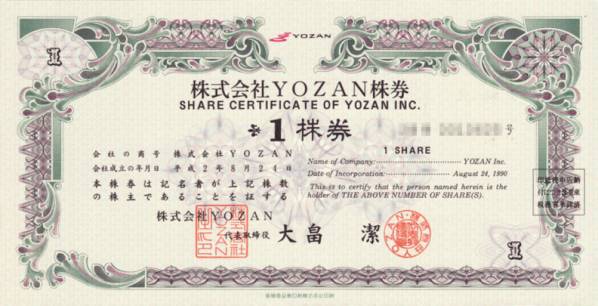 YOZAN
株式会社YOZAN株券
SHARE CERTIFICATE OF YOZAN INC.
1株券
号
1 SHARE
会社の商号 株式会社YOZAN
Name of Company: YOZAN Inc.
会社成立の年月日 平成2年8月24日
Date of Incorporation: August 24, 1990
本株券は記名者が上記株数
の株主であることを証する
This is to certify that the person named herein is the
holder of THE ABOVE NUMBER OF SHARE(S).
株式会社YOZAN
代表取締役 大畠 潔